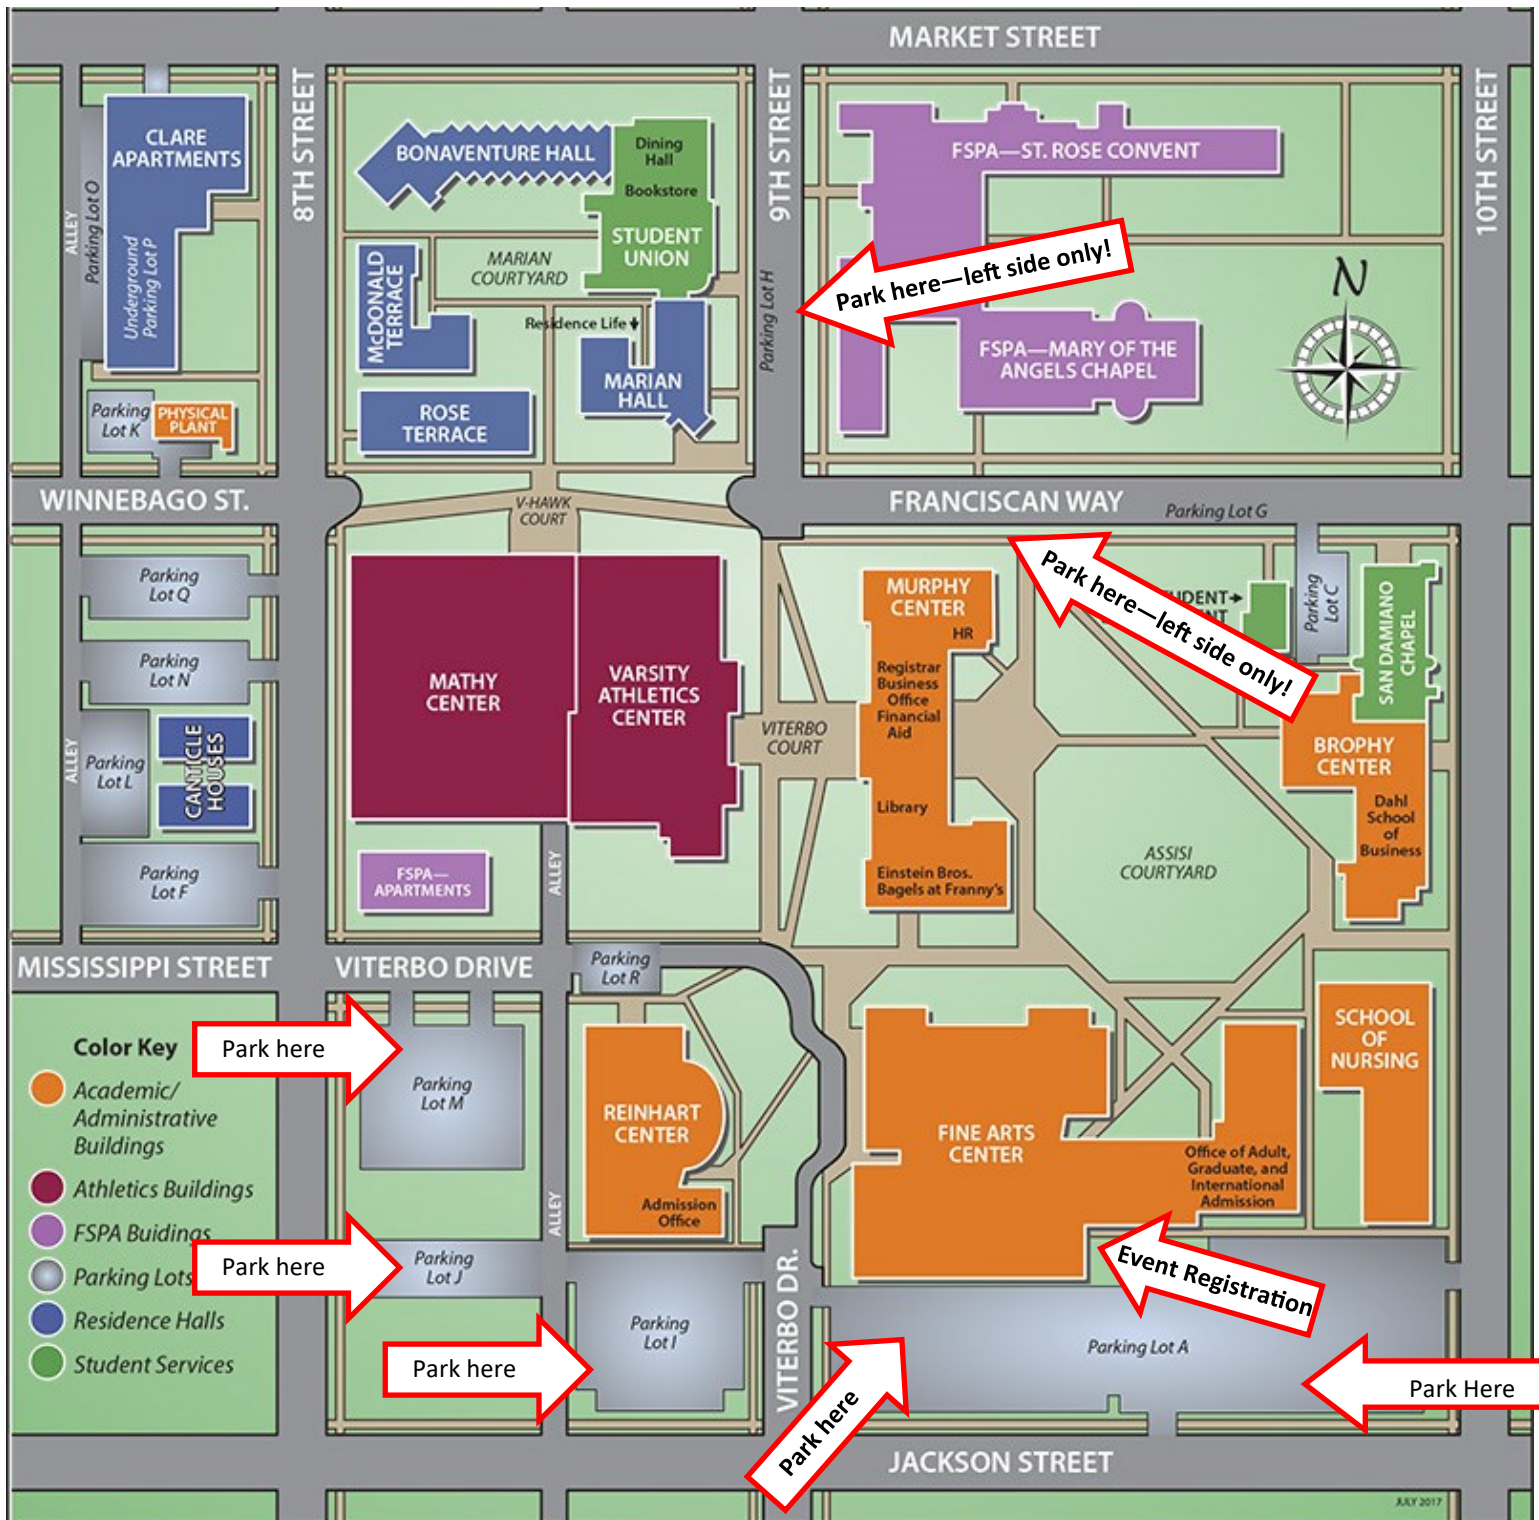 MARKET STREET
8TH STREET
9TH STREET
10TH STREET
ALLEY
Parking Lot O
CLARE
APARTMENTS
Underground
Parking Lot P
BONAVENTURE HALL
Dining
Hall
Bookstore
STUDENT
UNION
MARIAN
COURTYARD
McDONALD
TERRACE
Residence Life
MARIAN
HALL
ROSE
TERRACE
Parking Lot H
FSPA—ST. ROSE CONVENT
Park here—left side only!
FSPA—MARY OF THE
ANGELS CHAPEL
N
Parking
Lot K
PHYSICAL
PLANT
WINNEBAGO ST.
V-HAWK
COURT
FRANCISCAN WAY
Parking Lot G
Parking
Lot Q
Parking
Lot N
ALLEY
Parking
Lot L
CANTICLE
HOUSES
Parking
Lot F
MATHY
CENTER
VARSITY
ATHLETICS
CENTER
VITERBO
COURT
MURPHY
CENTER
HR
Registrar
Business
Office
Financial
Aid
Library
Einstein Bros.
Bagels at Franny's
Park here—left side only!
Parking
Lot C
SAN DAMIANO
CHAPEL
BROPHY
CENTER
Dahl
School
of
Business
ASSISI
COURTYARD
FSPA—
APARTMENTS
ALLEY
MISSISSIPPI STREET
VITERBO DRIVE
Parking
Lot R
Color Key
Academic/
Administrative
Buildings
Athletics Buildings
FSPA Buidings
Parking Lots
Residence Halls
Student Services
Park here
Parking
Lot M
Park here
Parking
Lot J
Park here
Parking
Lot I
ALLEY
REINHART
CENTER
Admission
Office
VITERBO DR.
FINE ARTS
CENTER
Office of Adult,
Graduate, and
International
Admission
SCHOOL
OF
NURSING
Event Registration
Parking Lot A
Park here
Park Here
JACKSON STREET
JULY 2017